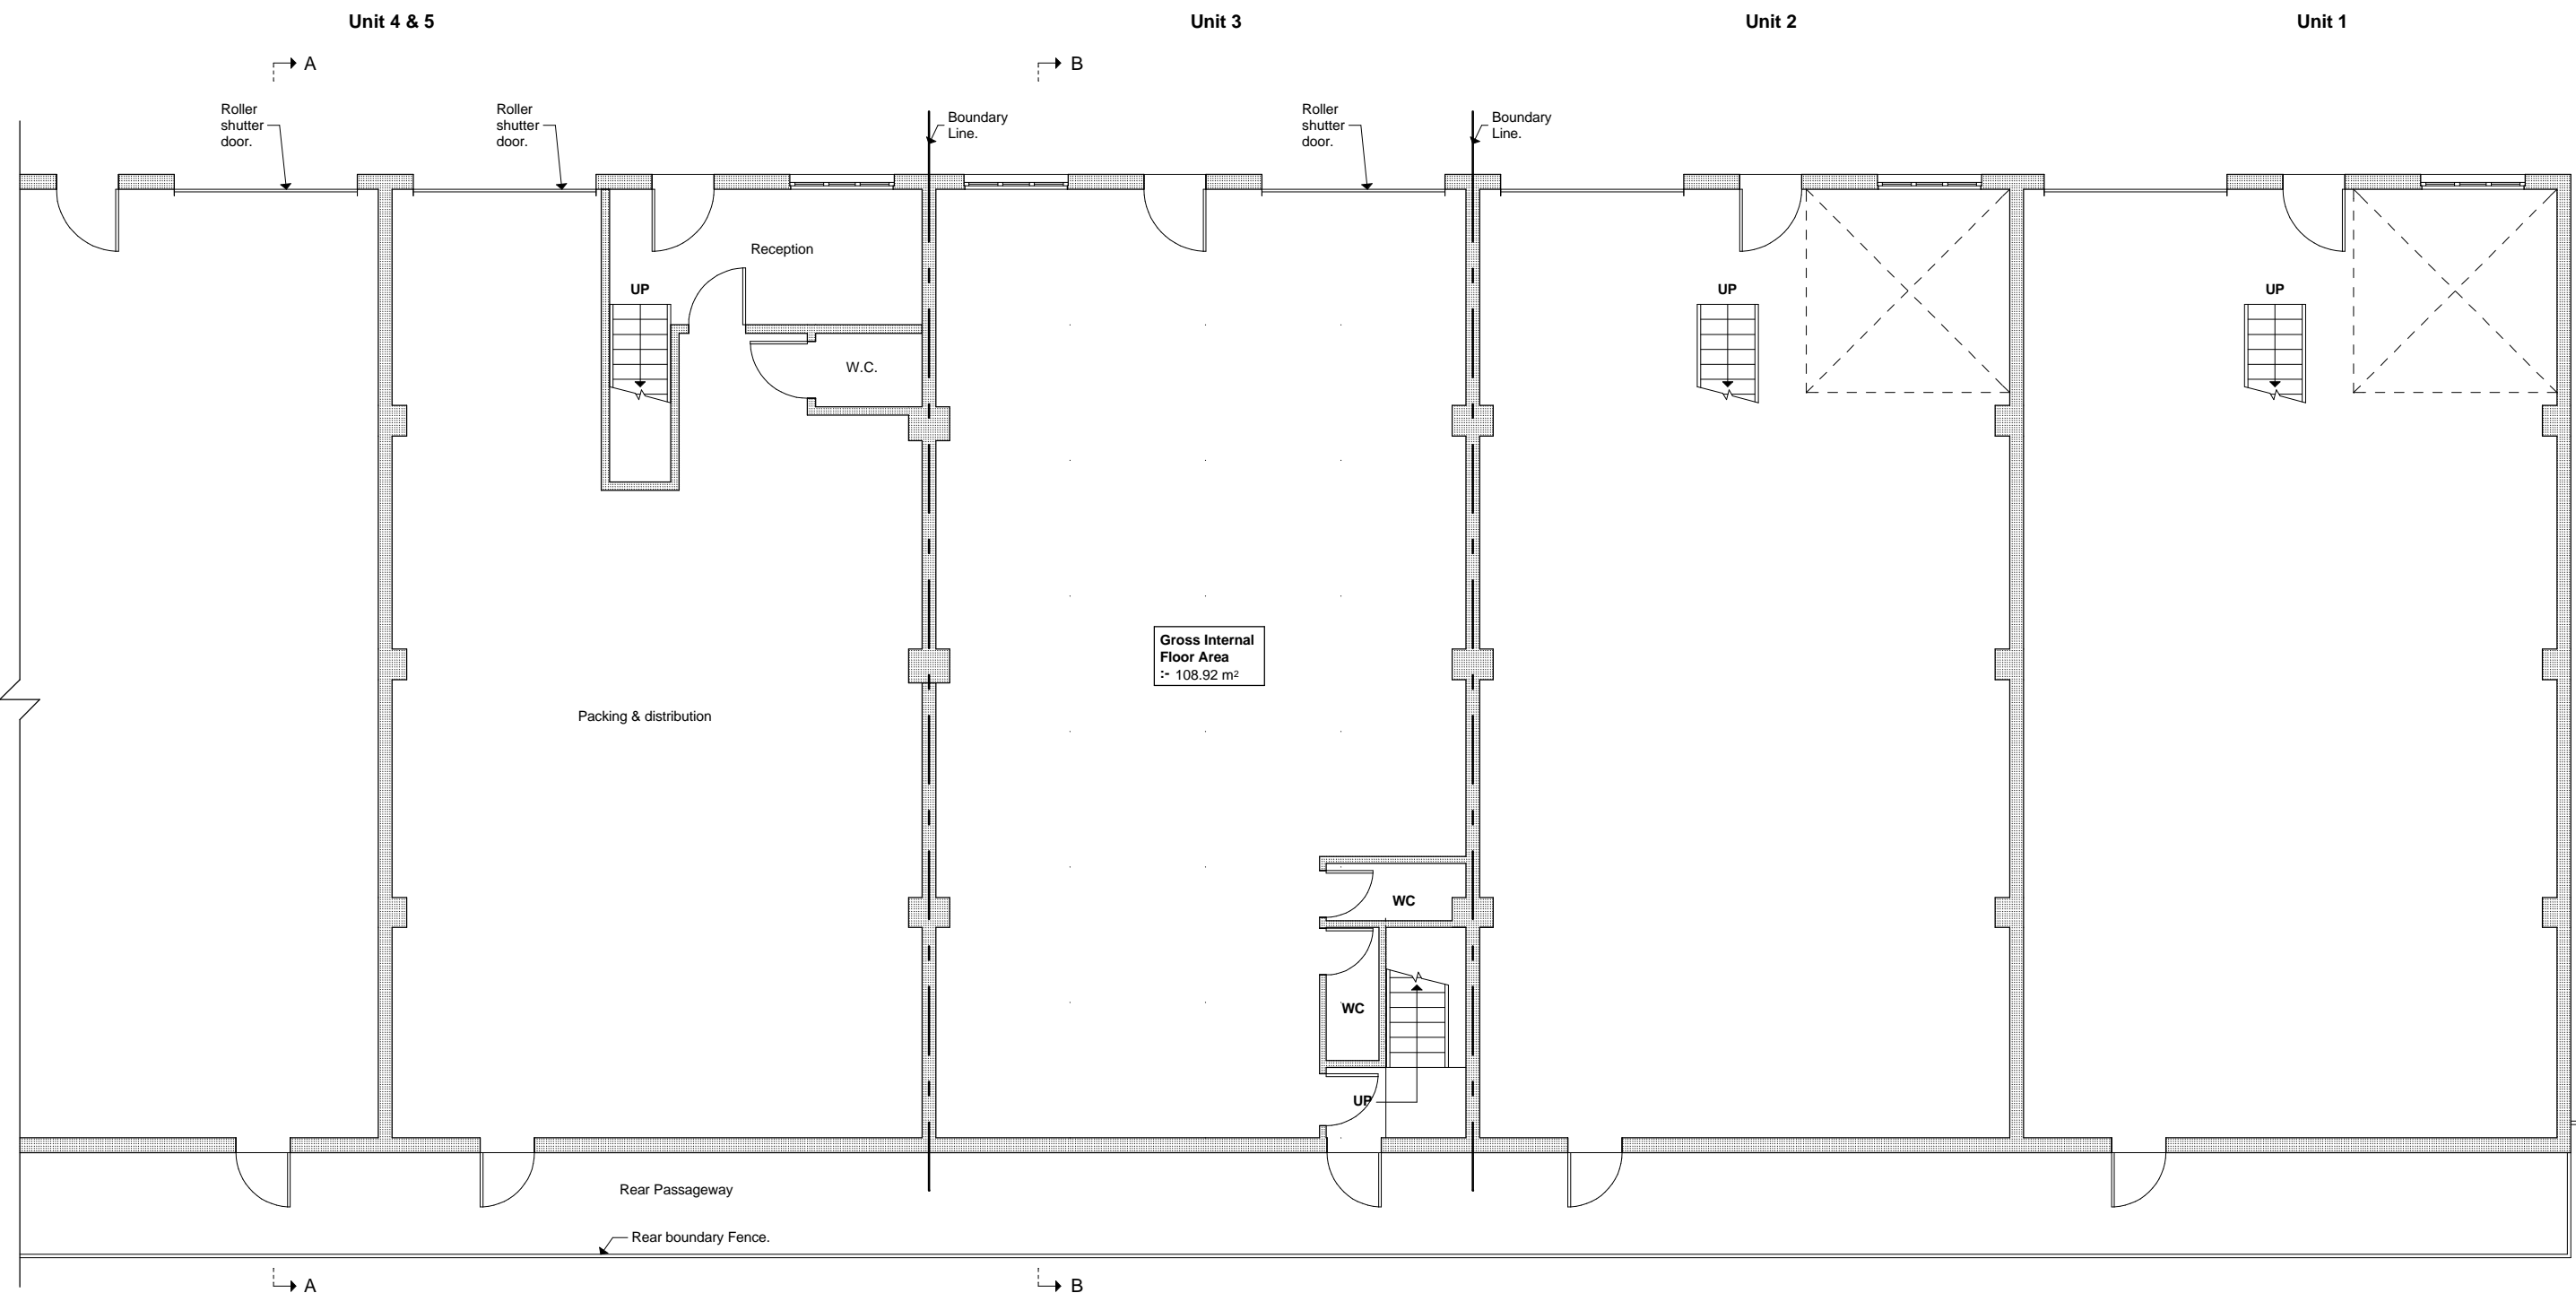 Unit 4 & 5
Unit 3
Unit 2
Unit 1
A
B
Roller
shutter
door.
Roller
shutter
door.
Boundary
Line.
Roller
shutter
door.
Boundary
Line.
Reception
UP
UP
UP
W.C.
Gross Internal
Floor Area
:- 108.92 m²
Packing & distribution
WC
WC
UP
Rear Passageway
Rear boundary Fence.
A
B